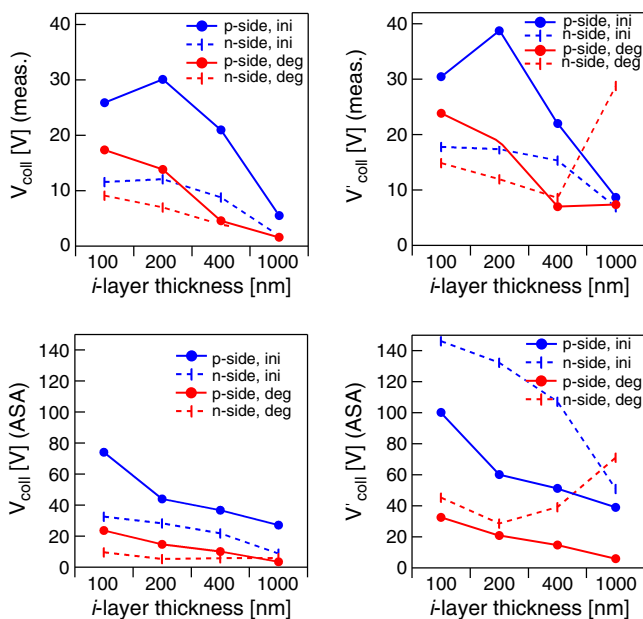 40
30
20
10
0
V_coll [V] (meas.)
p-side, ini
n-side, ini
p-side, deg
n-side, deg
100 200 400 1000
i-layer thickness [nm]
40
30
20
10
0
V'_coll [V] (meas.)
p-side, ini
n-side, ini
p-side, deg
n-side, deg
100 200 400 1000
i-layer thickness [nm]
140
120
100
80
60
40
20
0
V_coll [V] (ASA)
p-side, ini
n-side, ini
p-side, deg
n-side, deg
100 200 400 1000
i-layer thickness [nm]
140
120
100
80
60
40
20
0
V'_coll [V] (ASA)
p-side, ini
n-side, ini
p-side, deg
n-side, deg
100 200 400 1000
i-layer thickness [nm]